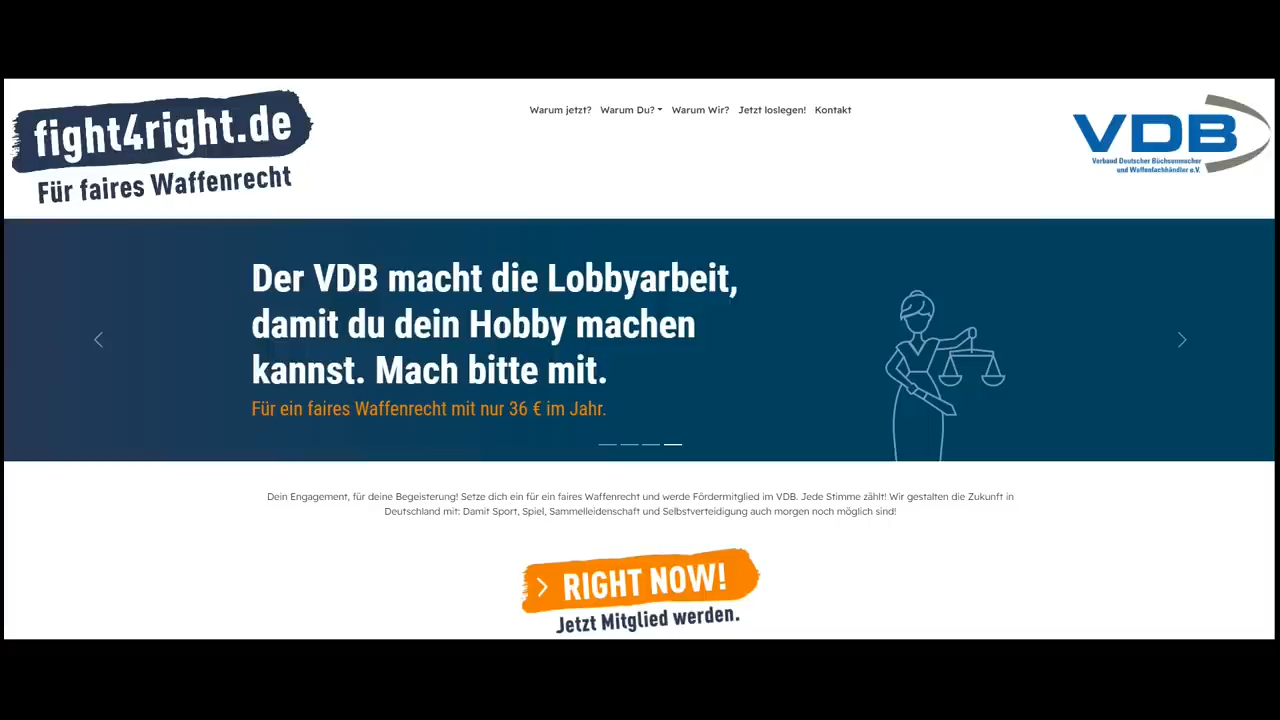 fight4right.de
Für faires Waffenrecht
Warum jetzt? Warum Du? Warum Wir? Jetzt loslegen! Kontakt
VDB
Verband Deutscher Büchsenmacher
und Waffenfachhändler e.V.
Der VDB macht die Lobbyarbeit,
damit du dein Hobby machen
kannst. Mach bitte mit.
Für ein faires Waffenrecht mit nur 36 € im Jahr.
Dein Engagement, für deine Begeisterung! Setze dich ein für ein faires Waffenrecht und werde Fördermitglied im VDB. Jede Stimme zählt! Wir gestalten die Zukunft in
Deutschland mit: Damit Sport, Spiel, Sammelleidenschaft und Selbstverteidigung auch morgen noch möglich sind!
RIGHT NOW!
Jetzt Mitglied werden.